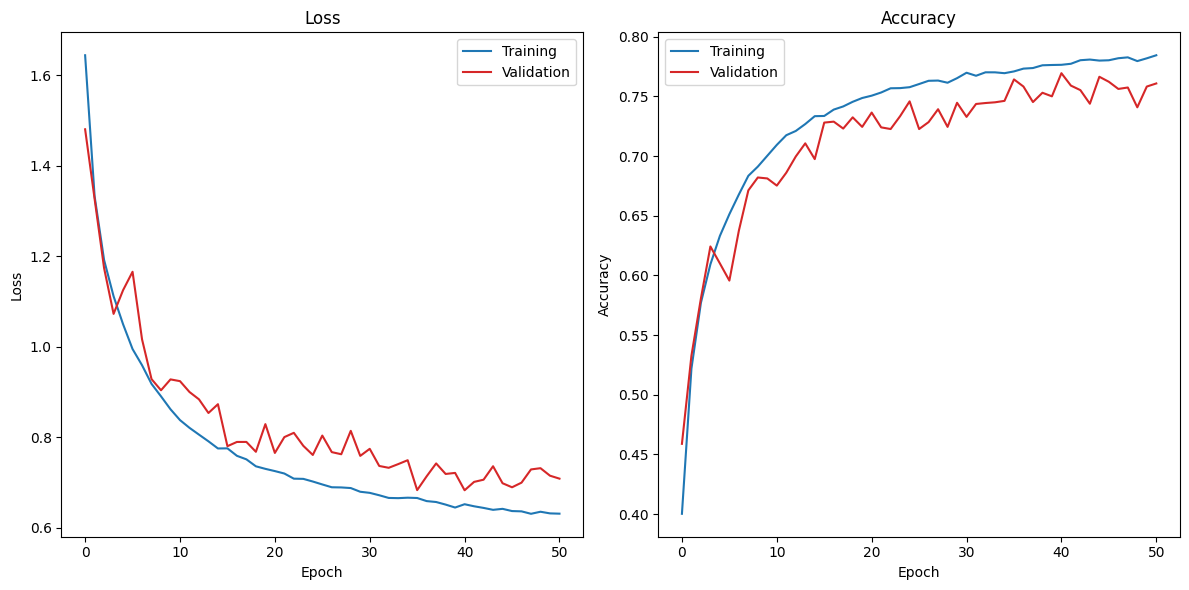 Loss
Training
Validation
1.6
1.4
1.2
1.0
0.8
0.6
Loss
0 10 20 30 40 50
Epoch
Accuracy
Training
Validation
0.80
0.75
0.70
0.65
0.60
0.55
0.50
0.45
0.40
Accuracy
0 10 20 30 40 50
Epoch